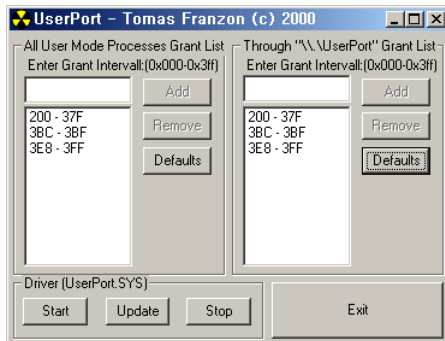 UserPort - Tomas Franzon (c) 2000
All User Mode Processes Grant List
Enter Grant Intervall:(0x000-0x3ff)
Add
200 - 37F
3BC - 3BF
3E8 - 3FF
Remove
Defaults
Through "\\.\UserPort" Grant List
Enter Grant Intervall:(0x000-0x3ff)
Add
200 - 37F
3BC - 3BF
3E8 - 3FF
Remove
Defaults
Driver (UserPort.SYS)
Start Update Stop
Exit